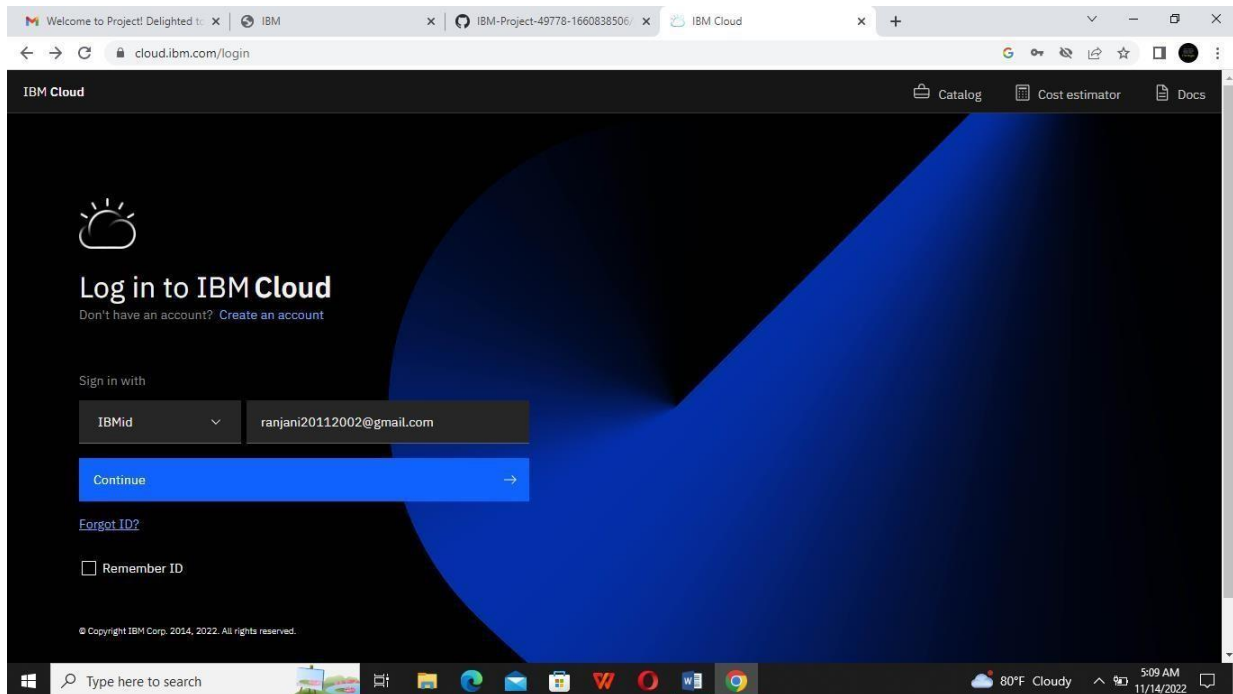 Welcome to Project! Delighted to
IBM
IBM-Project-49778-1660838506/
IBM Cloud
cloud.ibm.com/login
IBM Cloud
Catalog
Cost estimator
Docs
Log in to IBM Cloud
Don't have an account? Create an account
Sign in with
IBMid
ranjani20112002@gmail.com
Continue
Forgot ID?
Remember ID
© Copyright IBM Corp. 2014, 2022. All rights reserved.
Type here to search
80°F Cloudy
5:09 AM
11/14/2022